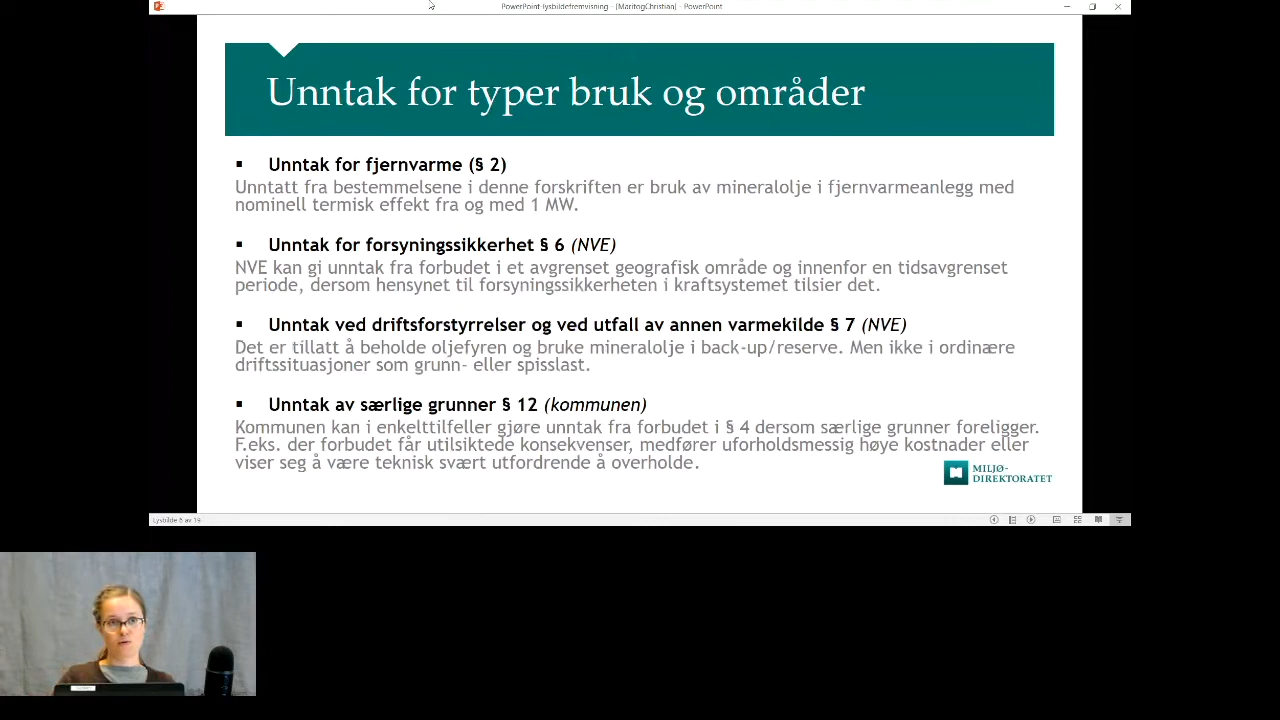 PowerPoint-lysbildefremvisning - [MaritogChristian] - PowerPoint
Unntak for typer bruk og områder
▪ Unntak for fjernvarme (§ 2)
Unntatt fra bestemmelsene i denne forskriften er bruk av mineralolje i fjernvarmeanlegg med
nominell termisk effekt fra og med 1 MW.
▪ Unntak for forsyningssikkerhet § 6 (NVE)
NVE kan gi unntak fra forbudet i et avgrenset geografisk område og innenfor en tidsavgrenset
periode, dersom hensynet til forsyningssikkerheten i kraftsystemet tilsier det.
▪ Unntak ved driftsforstyrrelser og ved utfall av annen varmekilde § 7 (NVE)
Det er tillatt å beholde oljefyren og bruke mineralolje i back-up/reserve. Men ikke i ordinære
driftssituasjoner som grunn- eller spisslast.
▪ Unntak av særlige grunner § 12 (kommunen)
Kommunen kan i enkelttilfeller gjøre unntak fra forbudet i § 4 dersom særlige grunner foreligger.
F.eks. der forbudet får utilsiktede konsekvenser, medfører uforholdsmessig høye kostnader eller
viser seg å være teknisk svært utfordrende å overholde.
MILJØ-
DIREKTORATET
Lysbilde 6 av 19